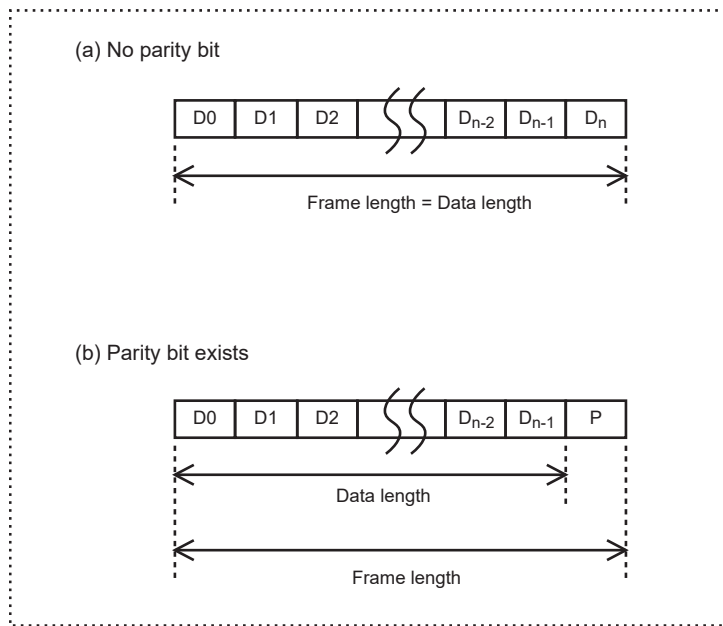 (a) No parity bit
D0 D1 D2 Dn-2 Dn-1 Dn
Frame length = Data length
(b) Parity bit exists
D0 D1 D2 Dn-2 Dn-1 P
Data length
Frame length